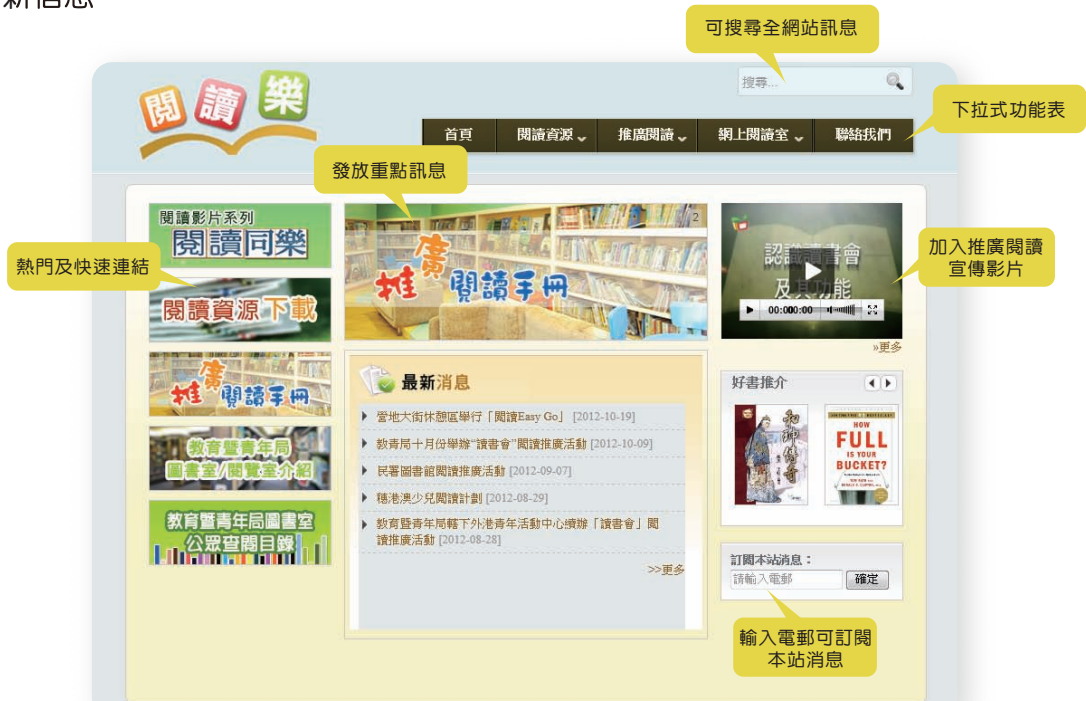 新信息
可搜尋全網站訊息
搜尋...
下拉式功能表
閱讀樂
首頁
閱讀資源
推廣閱讀
網上閱讀室
聯絡我們
發放重點訊息
閱讀影片系列
閱讀同樂
熱門及快速連結
閱讀資源下載
推廣閱讀手冊
教育暨青年局
圖書室/閱覽室介紹
教育暨青年局圖書室
公眾查閱目錄
2
推廣閱讀手冊
最新消息
營地大街休憩區舉行「閱讀Easy Go」 [2012-10-19]
教青局十月份舉辦“讀書會”閱讀推廣活動 [2012-10-09]
民署圖書館閱讀推廣活動 [2012-09-07]
穗港澳少兒閱讀計劃 [2012-08-29]
教育暨青年局轄下外港青年活動中心續辦「讀書會」閱
讀推廣活動 [2012-08-28]
>>更多
認識讀書會
及其功能
00:00
00:00
加入推廣閱讀
宣傳影片
»更多
好書推介
HOW
FULL
IS YOUR
BUCKET?
訂閱本站消息：
請輸入電郵
確定
輸入電郵可訂閱
本站消息